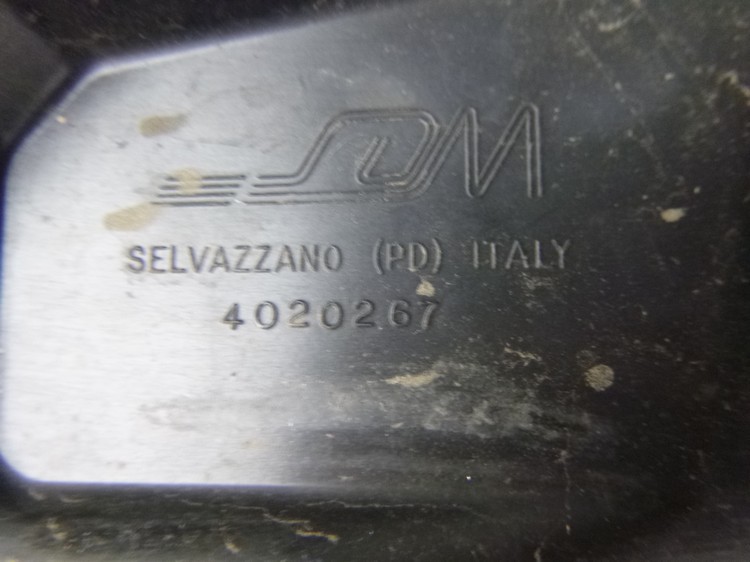 SDM
SELVAZZANO (PD) ITALY
4020267